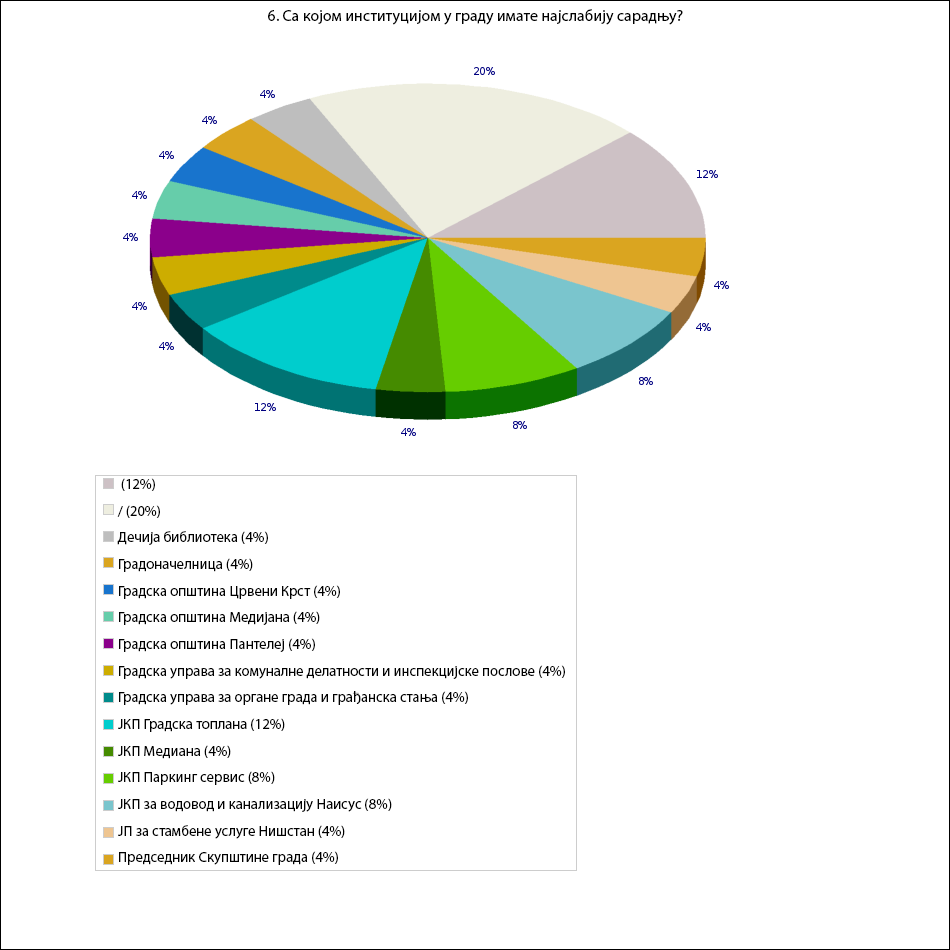 6. Са којом институцијом у граду имате најслабију сарадњу?
20%
4%
4%
12%
4%
4%
4%
4%
4%
4%
4%
8%
12%
8%
4%
(12%)
/ (20%)
Дечија библиотека (4%)
Градоначелница (4%)
Градска општина Црвени Крст (4%)
Градска општина Медијана (4%)
Градска општина Пантелеј (4%)
Градска управа за комуналне делатности и инспекцијске послове (4%)
Градска управа за органе града и грађанска стања (4%)
ЈКП Градска топлана (12%)
ЈКП Медиана (4%)
ЈКП Паркинг сервис (8%)
ЈКП за водовод и канализацију Наисус (8%)
ЈП за стамбене услуге Нишстан (4%)
Председник Скупштине града (4%)